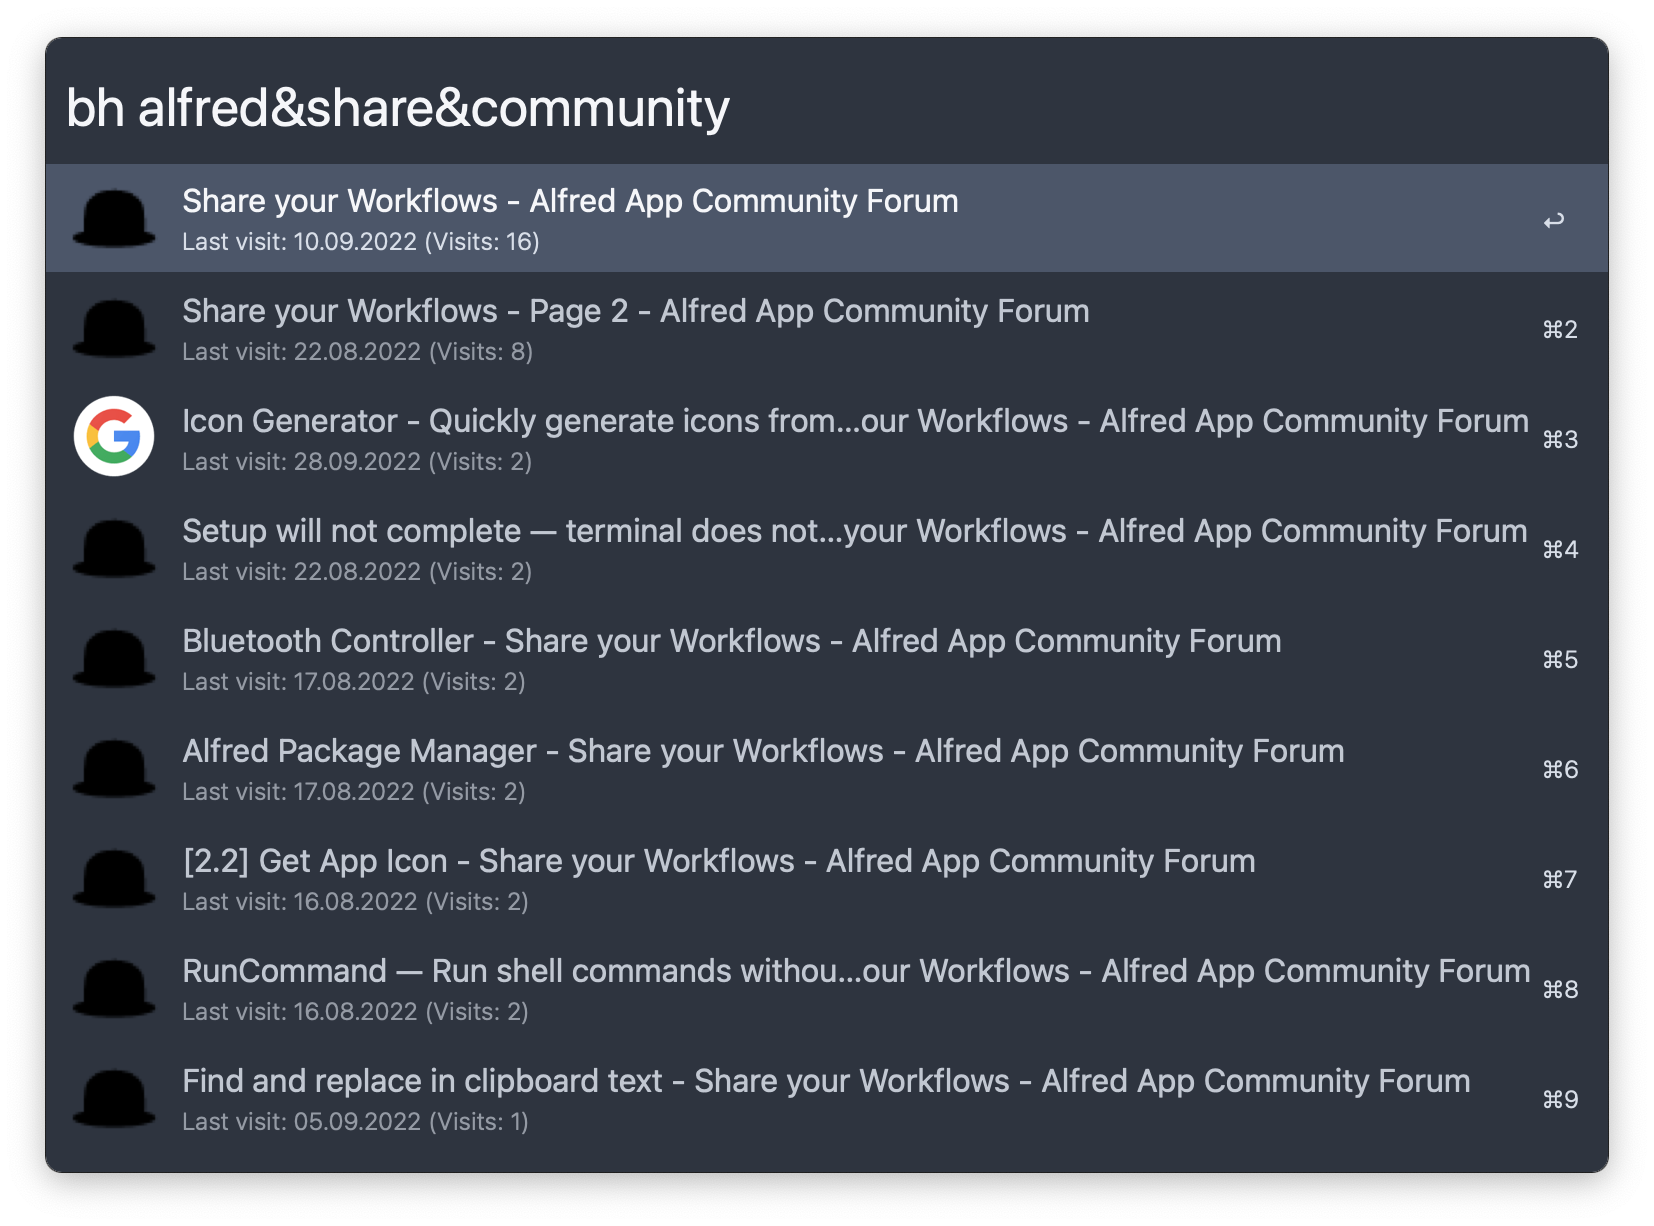 bh alfred&share&community
Share your Workflows - Alfred App Community Forum
Last visit: 10.09.2022 (Visits: 16)
↩
Share your Workflows - Page 2 - Alfred App Community Forum
Last visit: 22.08.2022 (Visits: 8)
⌘2
Icon Generator - Quickly generate icons from...our Workflows - Alfred App Community Forum
Last visit: 28.09.2022 (Visits: 2)
⌘3
Setup will not complete — terminal does not...your Workflows - Alfred App Community Forum
Last visit: 22.08.2022 (Visits: 2)
⌘4
Bluetooth Controller - Share your Workflows - Alfred App Community Forum
Last visit: 17.08.2022 (Visits: 2)
⌘5
Alfred Package Manager - Share your Workflows - Alfred App Community Forum
Last visit: 17.08.2022 (Visits: 2)
⌘6
[2.2] Get App Icon - Share your Workflows - Alfred App Community Forum
Last visit: 16.08.2022 (Visits: 2)
⌘7
RunCommand — Run shell commands withou...our Workflows - Alfred App Community Forum
Last visit: 16.08.2022 (Visits: 2)
⌘8
Find and replace in clipboard text - Share your Workflows - Alfred App Community Forum
Last visit: 05.09.2022 (Visits: 1)
⌘9